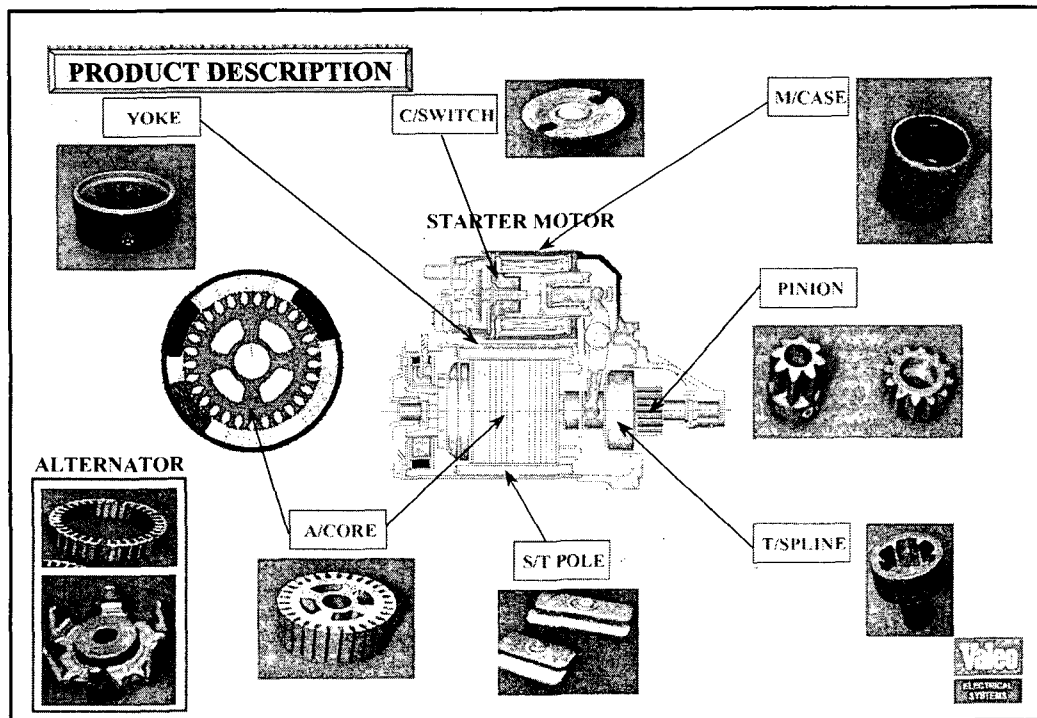 PRODUCT DESCRIPTION
YOKE
C/SWITCH
M/CASE
STARTER MOTOR
PINION
ALTERNATOR
A/CORE
S/T POLE
T/SPLINE
Valeo
ELECTRICAL
SYSTEMS